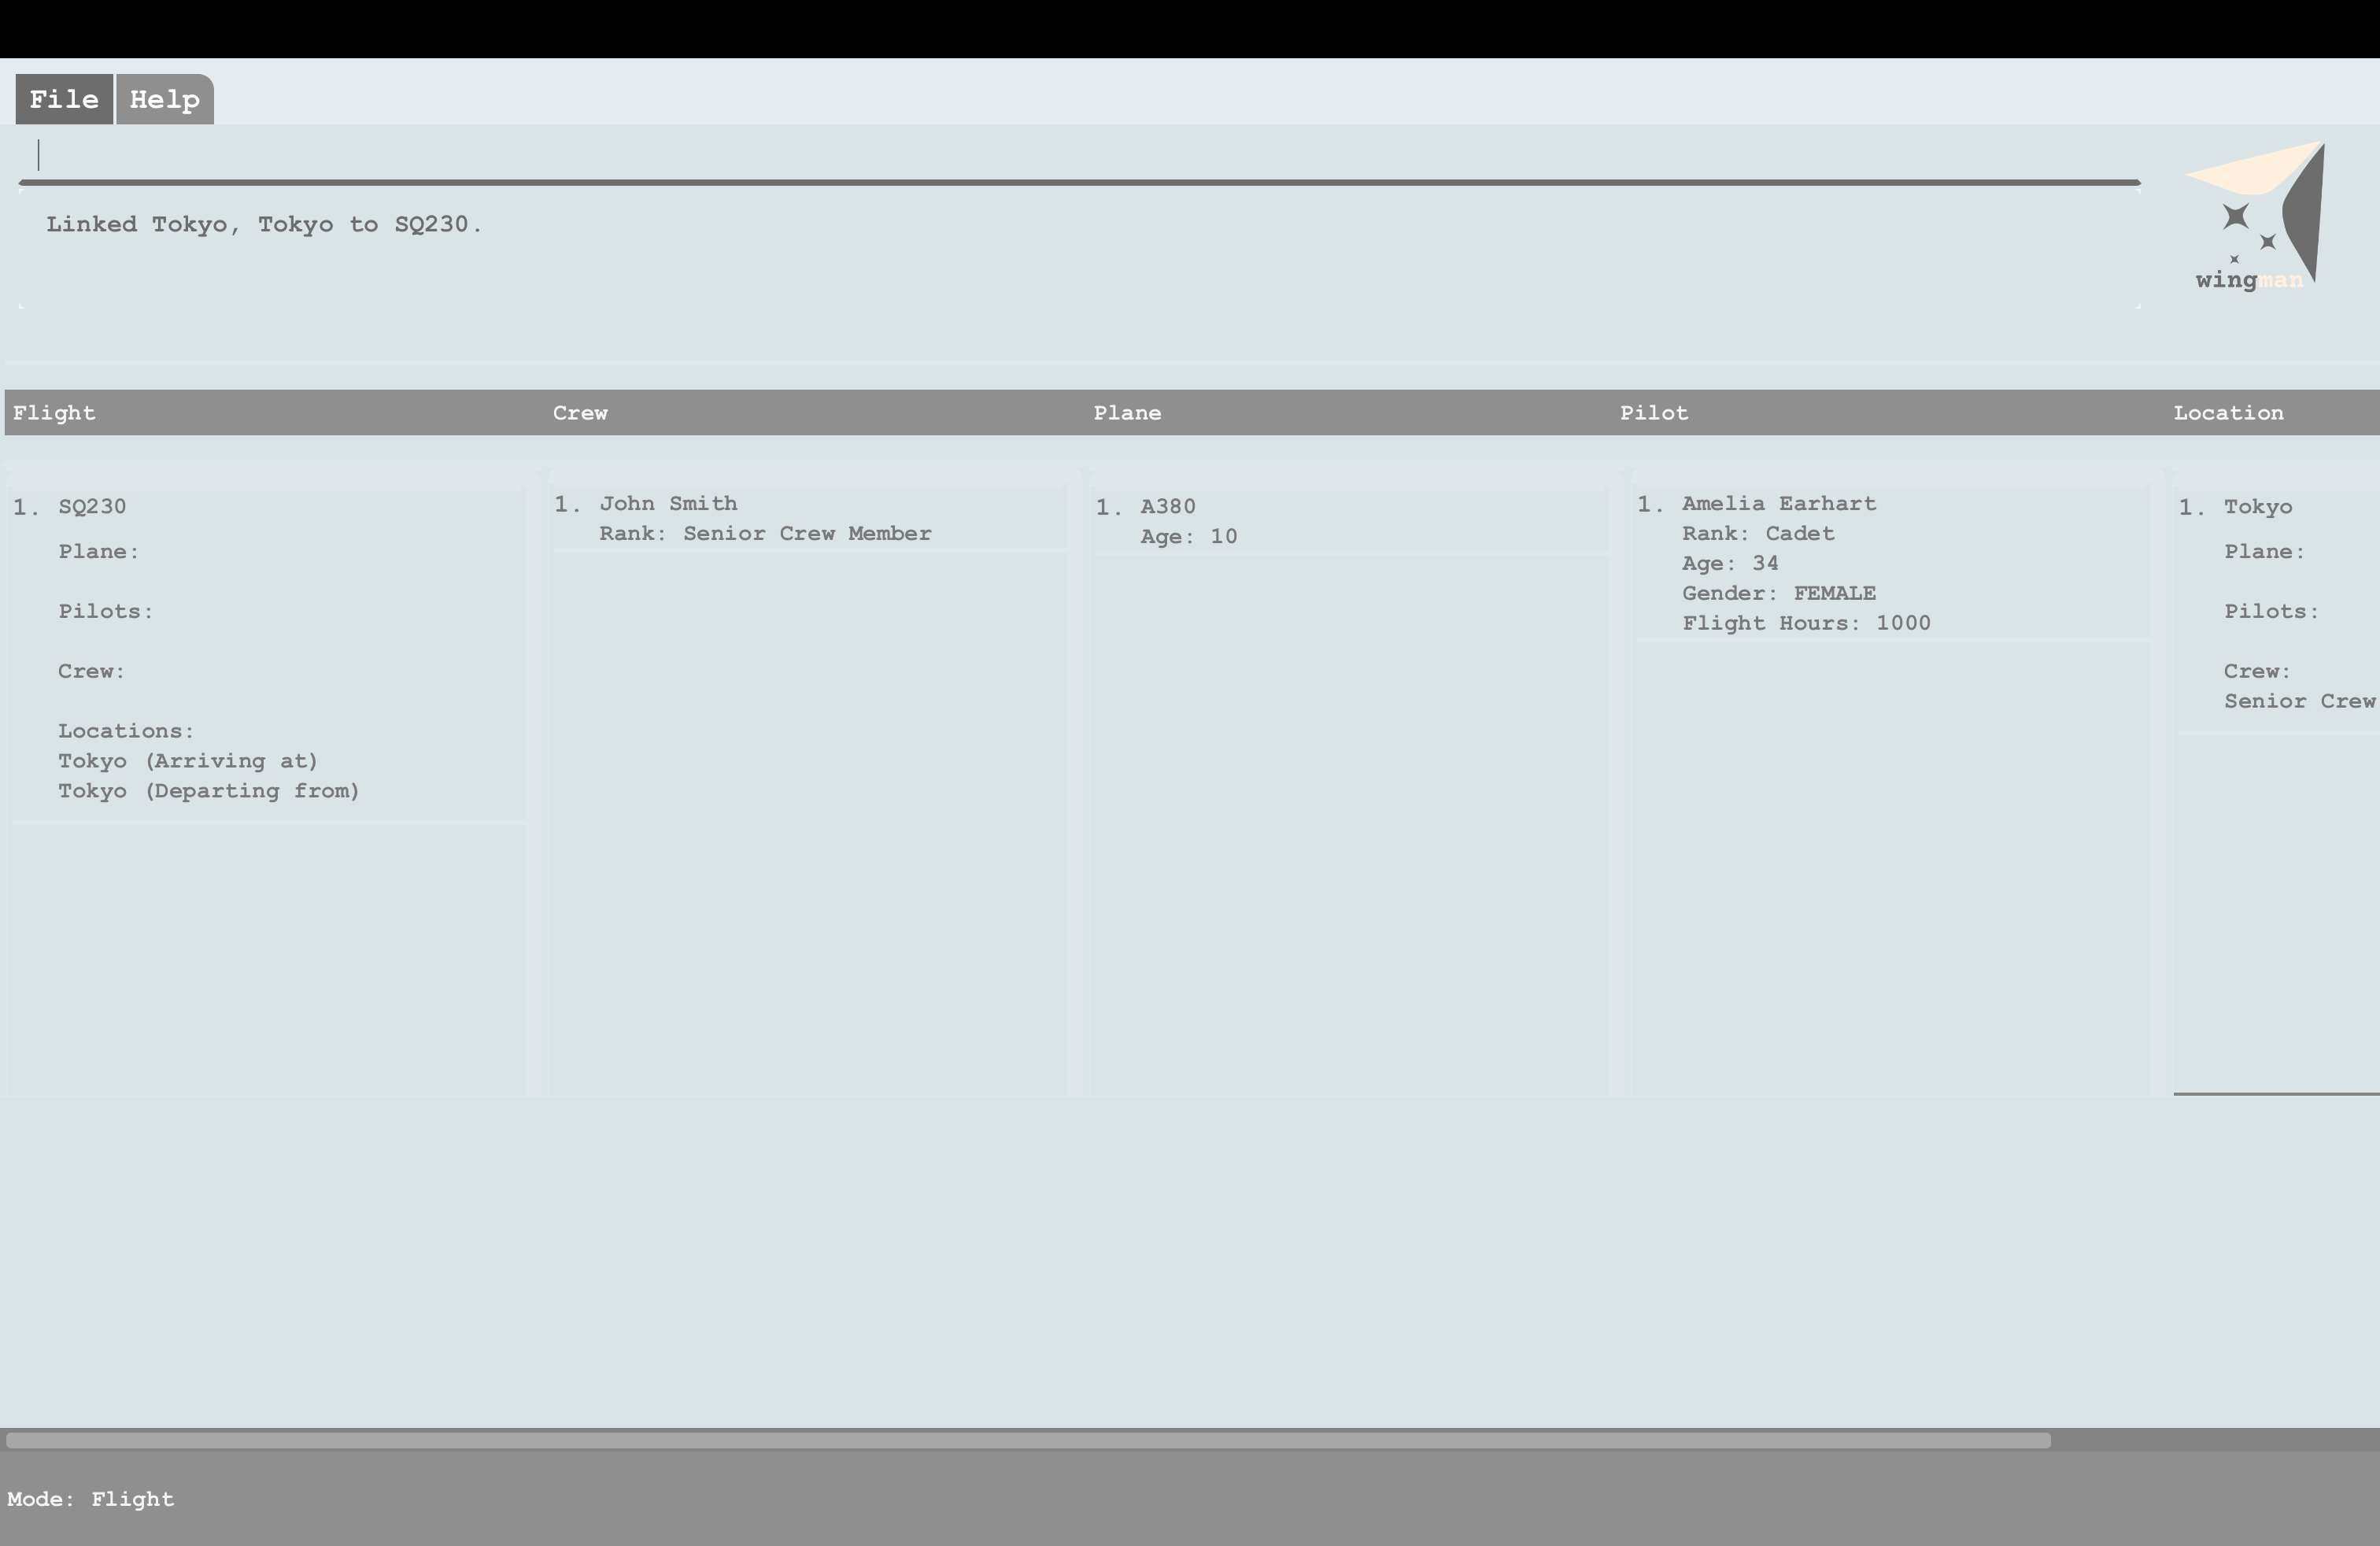 File Help
Linked Tokyo, Tokyo to SQ230.
wingman
Flight Crew Plane Pilot Location
1. SQ230
Plane:
Pilots:
Crew:
Locations:
Tokyo (Arriving at)
Tokyo (Departing from)
1. John Smith
Rank: Senior Crew Member
1. A380
Age: 10
1. Amelia Earhart
Rank: Cadet
Age: 34
Gender: FEMALE
Flight Hours: 1000
1. Tokyo
Plane:
Pilots:
Crew:
Senior Crew
Mode: Flight